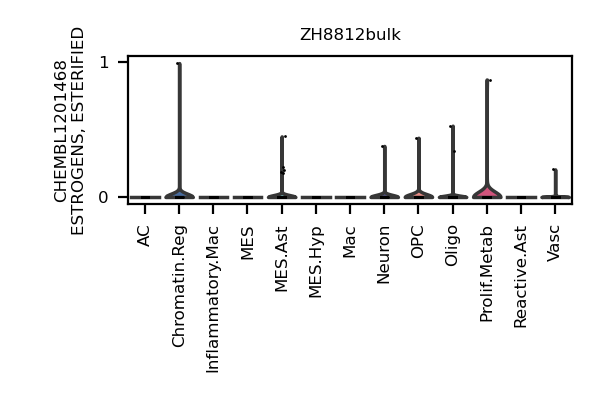 ZH8812bulk
CHEMBL1201468
ESTROGENS, ESTERIFIED
1
0
AC
Chromatin.Reg
Inflammatory.Mac
MES
MES.Ast
MES.Hyp
Mac
Neuron
OPC
Oligo
Prolif.Metab
Reactive.Ast
Vasc